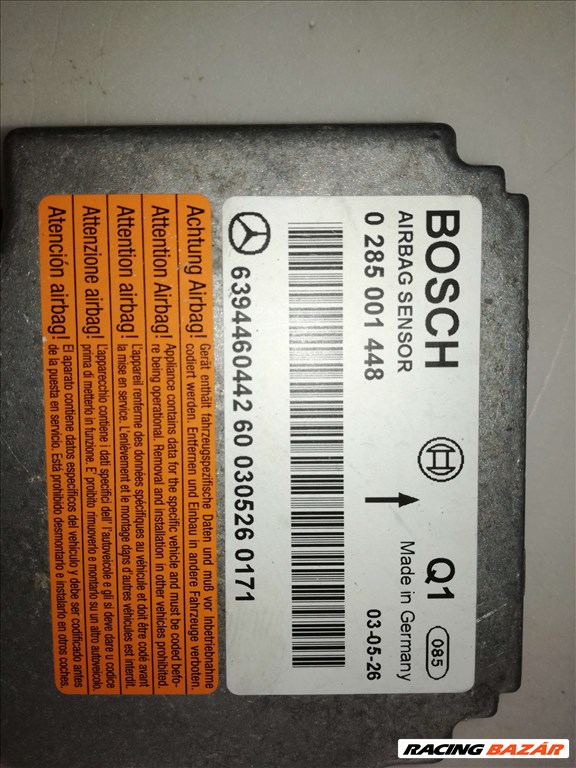 BOSCH
AIRBAG SENSOR
0 285 001 448
Q1
085
Made in Germany
03-05-26
6394460442 60 030526 0171
Achtung Airbag! Gerät enthält fahrzeugspezifische Daten und muß vor Inbetriebnahme
codiert werden. Entfernen und Einbau in andere Fahrzeuge verboten.
Attention Airbag! Appliance contains data for the specific vehicle and must be coded befo-
re being operational. Removal and installation in other vehicles prohibited.
Attention airbag! L'appareil renferme des données spécifiques au véhicule et doit être codé avant
la mise en service. L'enlèvement et le montage dans d'autres véhicules est interdit.
Attenzione airbag! L'apparecchio contiene i dati specifici dell' l'autoveicolo e gli si deve dare u codice
prima di metterlo in funzione. E' proibito rimuoverlo e montarlo su un altro autoveicolo.
Atención airbag! El aparato contiene datos específicos del vehículo y debe ser codificado antes
de la puesta en servicio. Está prohibido desmontarlo e instalarlo en otros coches.
RACING BAZÁR